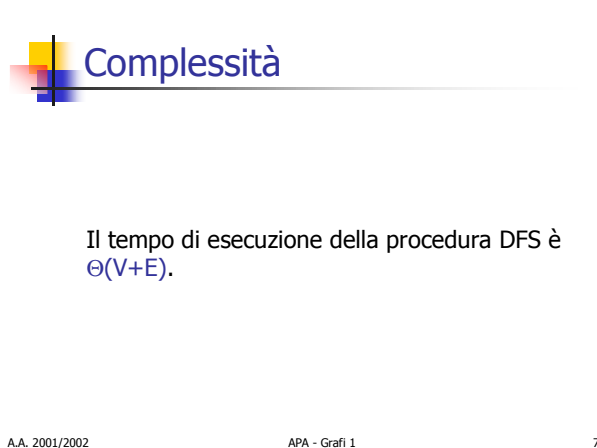 Complessità
Il tempo di esecuzione della procedura DFS è
Θ(V+E).
A.A. 2001/2002 APA - Grafi 1 7